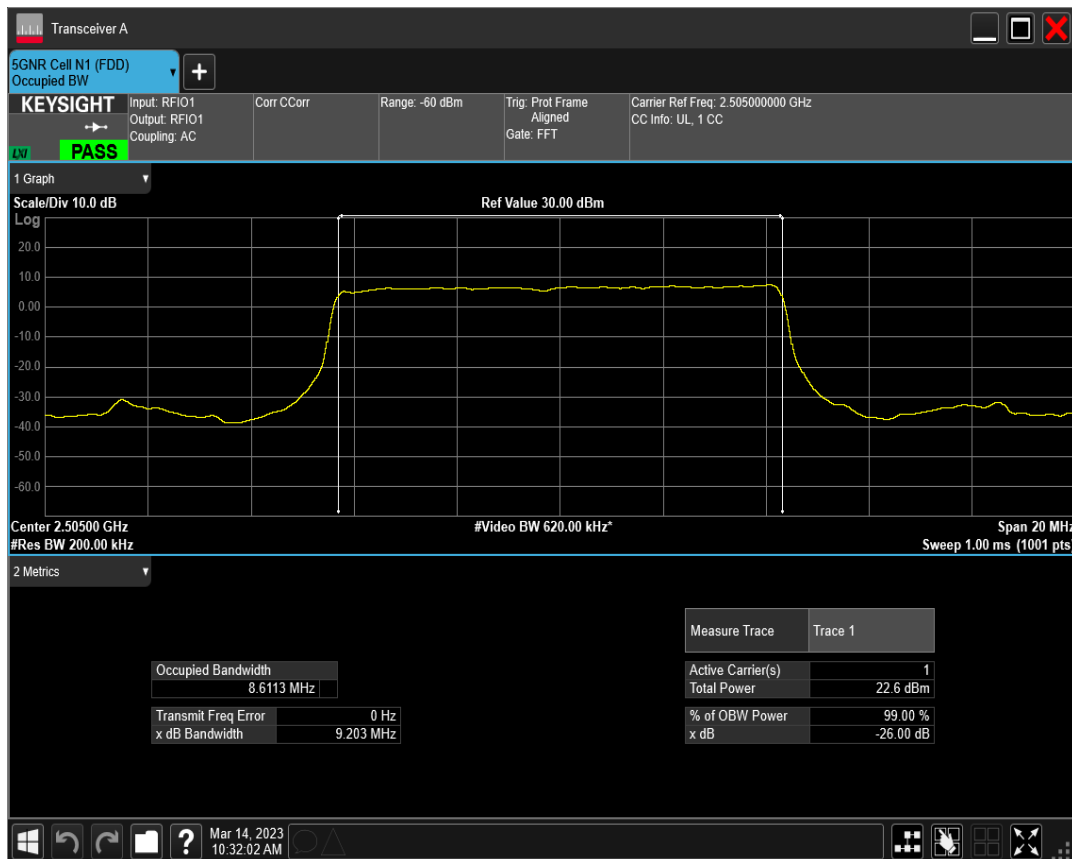 Transceiver A
5GNR Cell N1 (FDD)
Occupied BW
KEYSIGHT
LXI
PASS
Input: RFIO1
Output: RFIO1
Coupling: AC
Corr CCorr
Range: -60 dBm
Trig: Prot Frame
Aligned
Gate: FFT
Carrier Ref Freq: 2.505000000 GHz
CC Info: UL, 1 CC
1 Graph
Scale/Div 10.0 dB
Ref Value 30.00 dBm
Log
20.0
10.0
0.00
-10.0
-20.0
-30.0
-40.0
-50.0
-60.0
Center 2.50500 GHz
#Video BW 620.00 kHz*
Span 20 MHz
#Res BW 200.00 kHz
Sweep 1.00 ms (1001 pts)
2 Metrics
Measure Trace Trace 1
Occupied Bandwidth
8.6113 MHz
Active Carrier(s) 1
Total Power 22.6 dBm
Transmit Freq Error 0 Hz
x dB Bandwidth 9.203 MHz
% of OBW Power 99.00 %
x dB -26.00 dB
Mar 14, 2023
10:32:02 AM